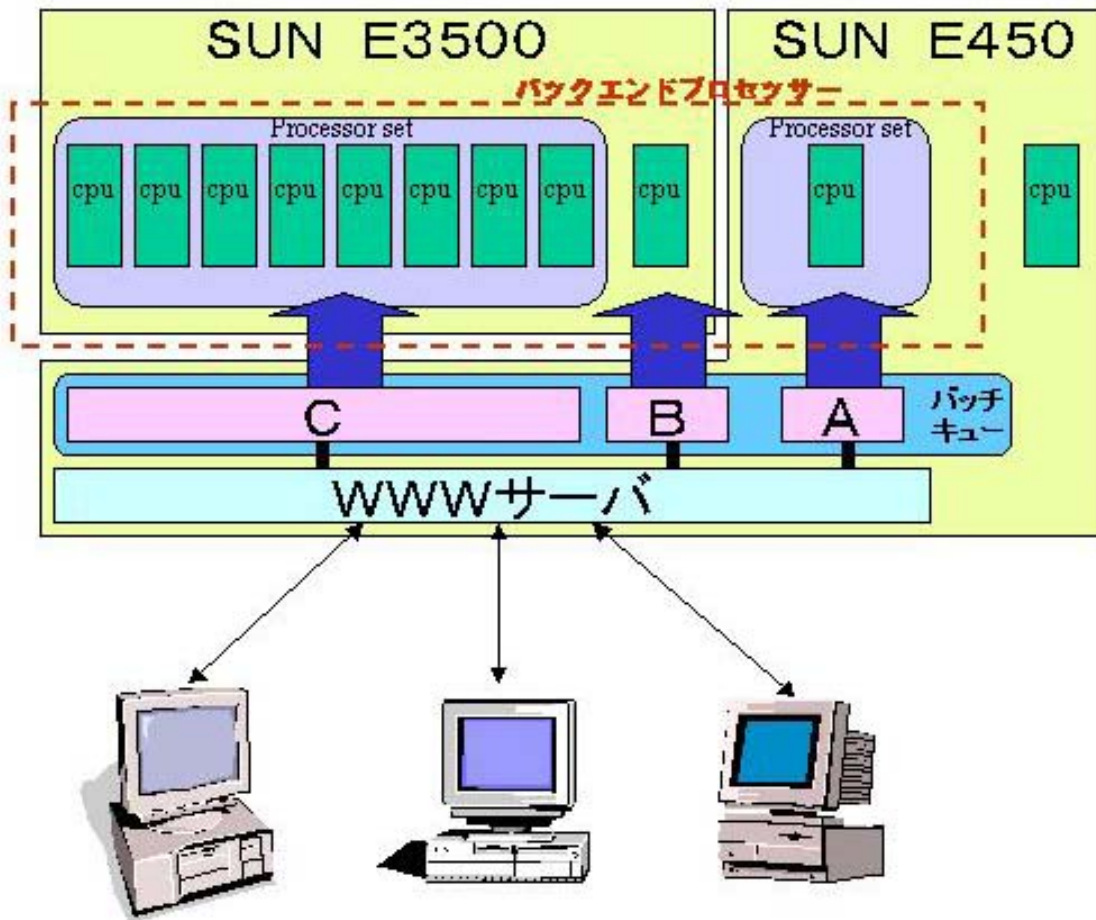 SUN E3500
SUN E450
バックエンドプロセッサー
Processor set
Processor set
cpu cpu cpu cpu cpu cpu cpu cpu cpu cpu cpu
C
B
A
バッチ
キュー
WWWサーバ